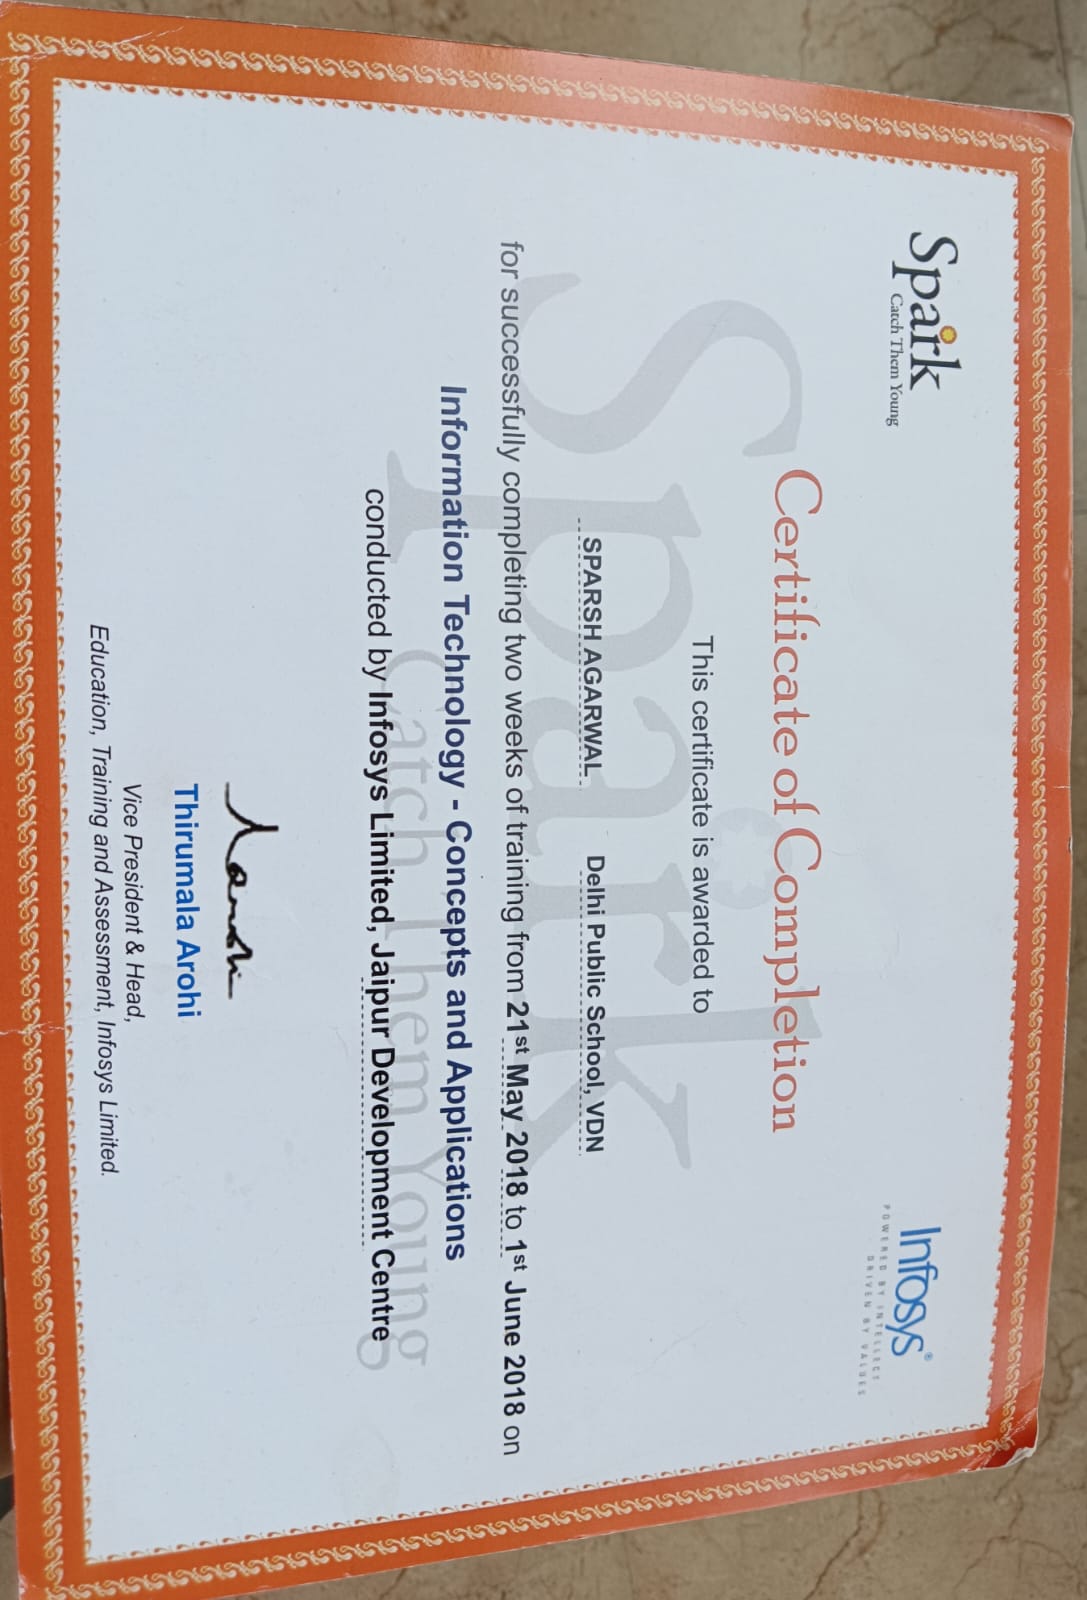 Spark
Catch Them Young
Infosys®
POWERED BY INTELLECT
DRIVEN BY VALUES
Certificate of Completion
This certificate is awarded to
SPARSH AGARWAL Delhi Public School, VDN
for successfully completing two weeks of training from 21st May 2018 to 1st June 2018 on
Information Technology - Concepts and Applications
conducted by Infosys Limited, Jaipur Development Centre
Spark
Catch Them Young
Thirumala Arohi
Vice President & Head,
Education, Training and Assessment, Infosys Limited.